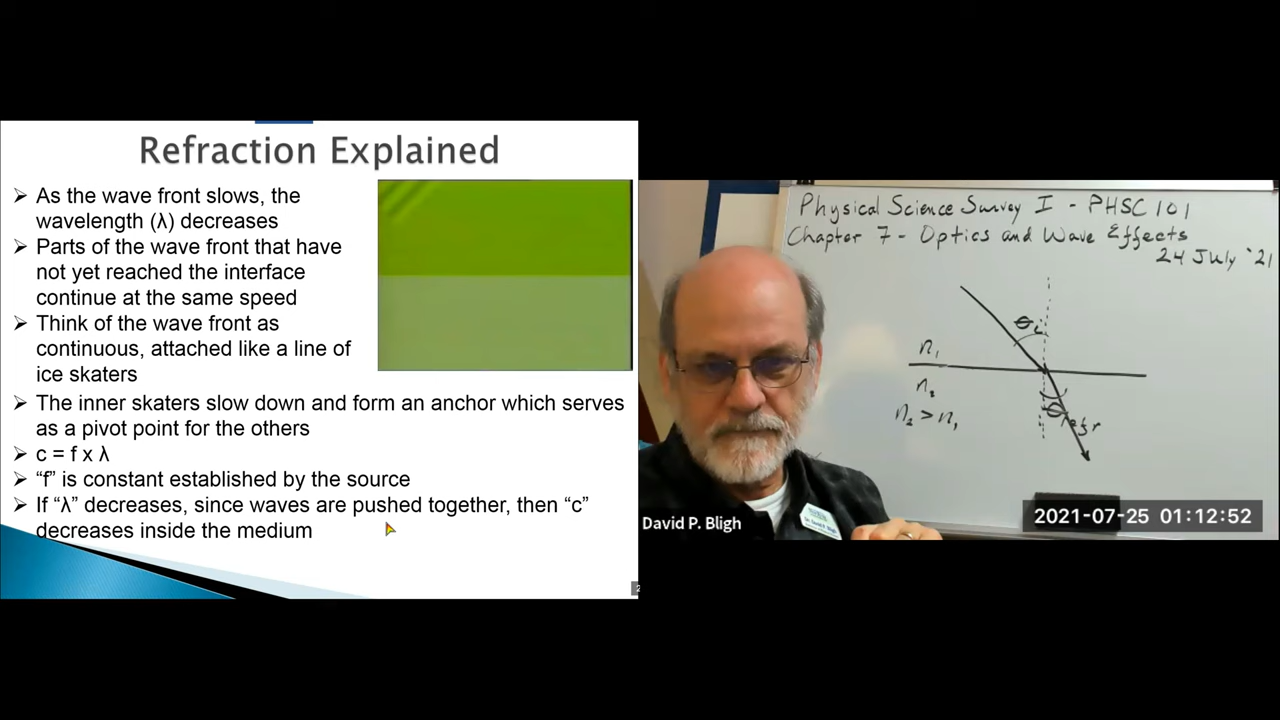 Refraction Explained
➢ As the wave front slows, the
wavelength (λ) decreases
➢ Parts of the wave front that have
not yet reached the interface
continue at the same speed
➢ Think of the wave front as
continuous, attached like a line of
ice skaters
➢ The inner skaters slow down and form an anchor which serves
as a pivot point for the others
➢ c = f x λ
➢ “f” is constant established by the source
➢ If “λ” decreases, since waves are pushed together, then “c”
decreases inside the medium
2
Physical Science Survey I - PHSC 101
Chapter 7 - Optics and Wave Effects
24 July '21
θi
n₁
n₂
n₂ > n₁
θrefr
David P. Bligh
2021-07-25 01:12:52